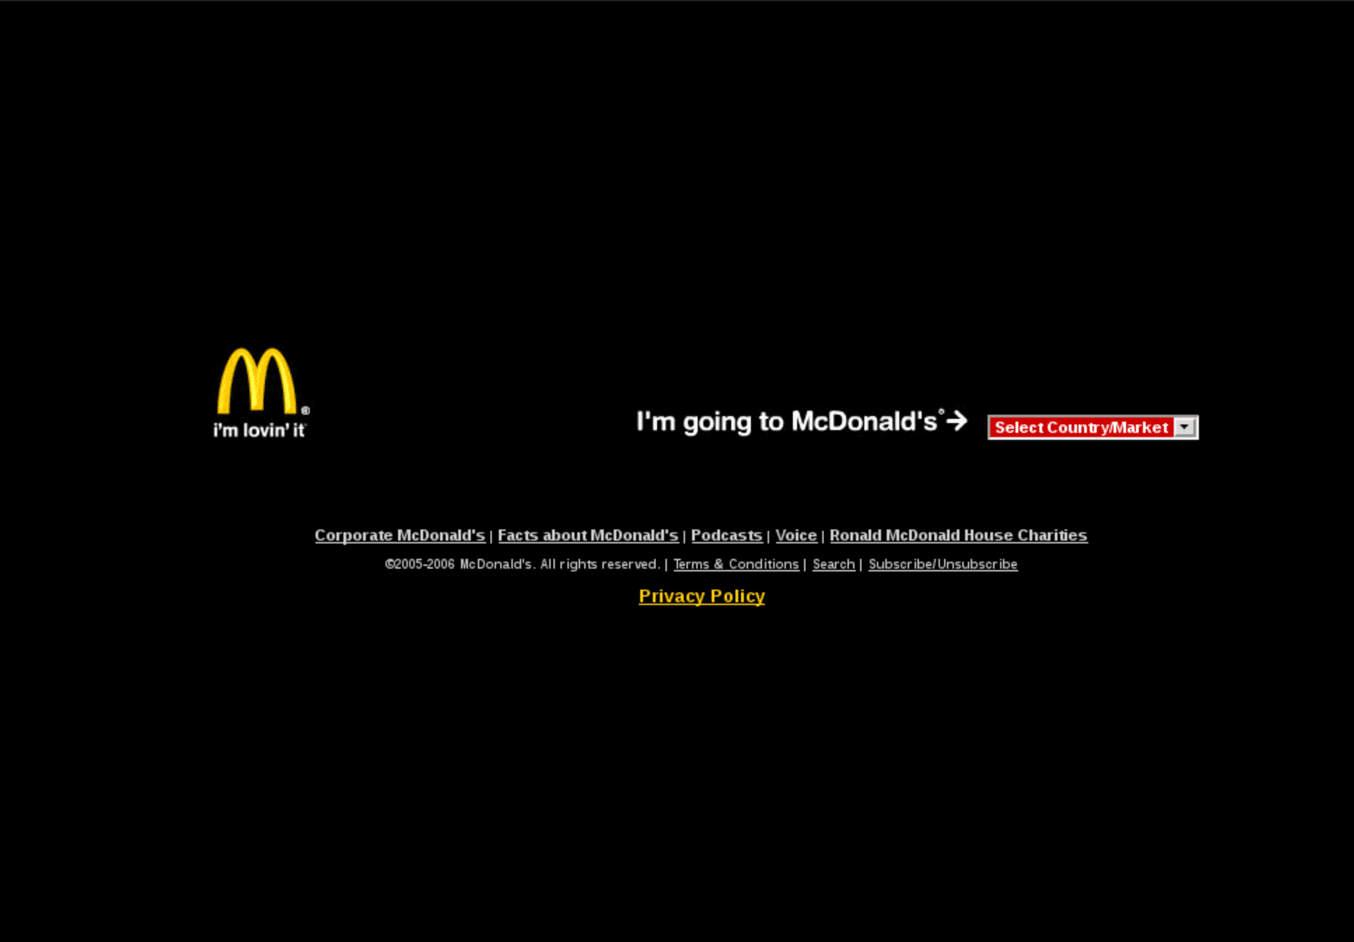 ®
i'm lovin' it
I'm going to McDonald's®→ Select Country/Market
Corporate McDonald's | Facts about McDonald's | Podcasts | Voice | Ronald McDonald House Charities
©2005-2006 McDonald's. All rights reserved. | Terms & Conditions | Search | Subscribe/Unsubscribe
Privacy Policy